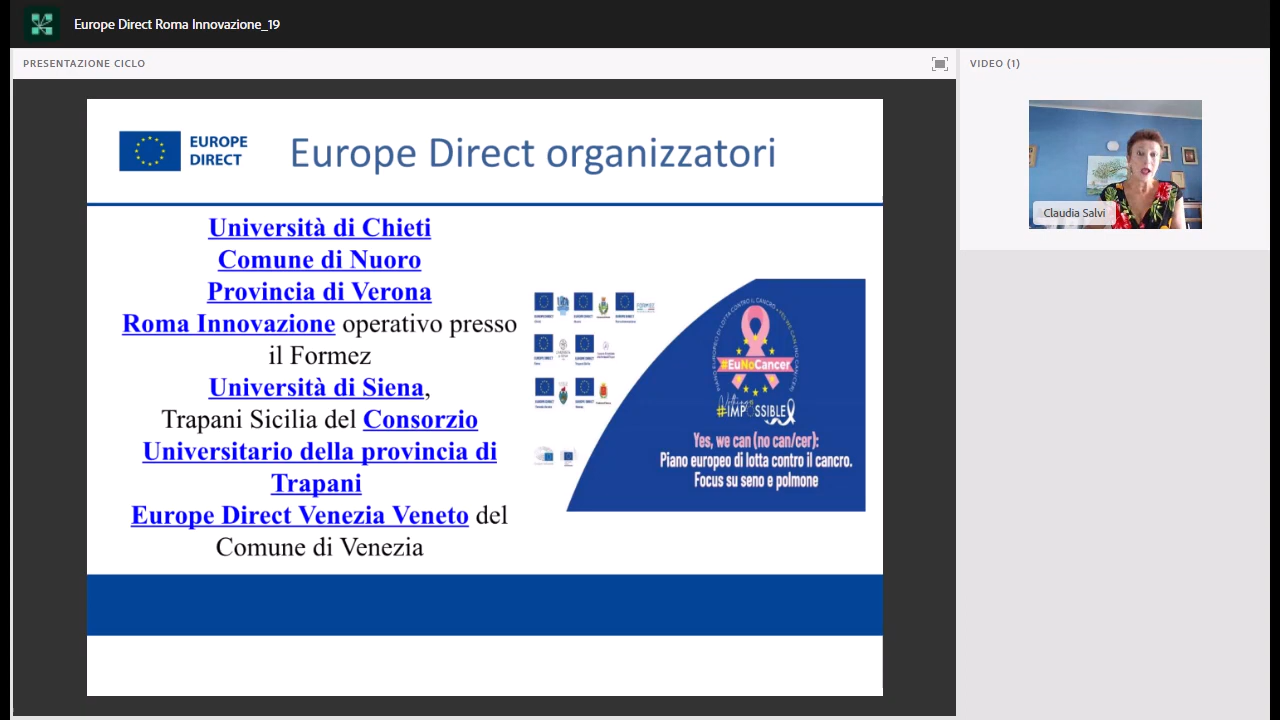 Europe Direct Roma Innovazione_19
PRESENTAZIONE CICLO
VIDEO (1)
EUROPE
DIRECT
Europe Direct organizzatori
Università di Chieti
Comune di Nuoro
Provincia di Verona
Roma Innovazione operativo presso
il Formez
Università di Siena,
Trapani Sicilia del Consorzio
Universitario della provincia di
Trapani
Europe Direct Venezia Veneto del
Comune di Venezia
#EuNoCancer
Nothing is
#IMPOSSIBLE
Yes, we can (no can/cer):
Piano europeo di lotta contro il cancro.
Focus su seno e polmone
Claudia Salvi